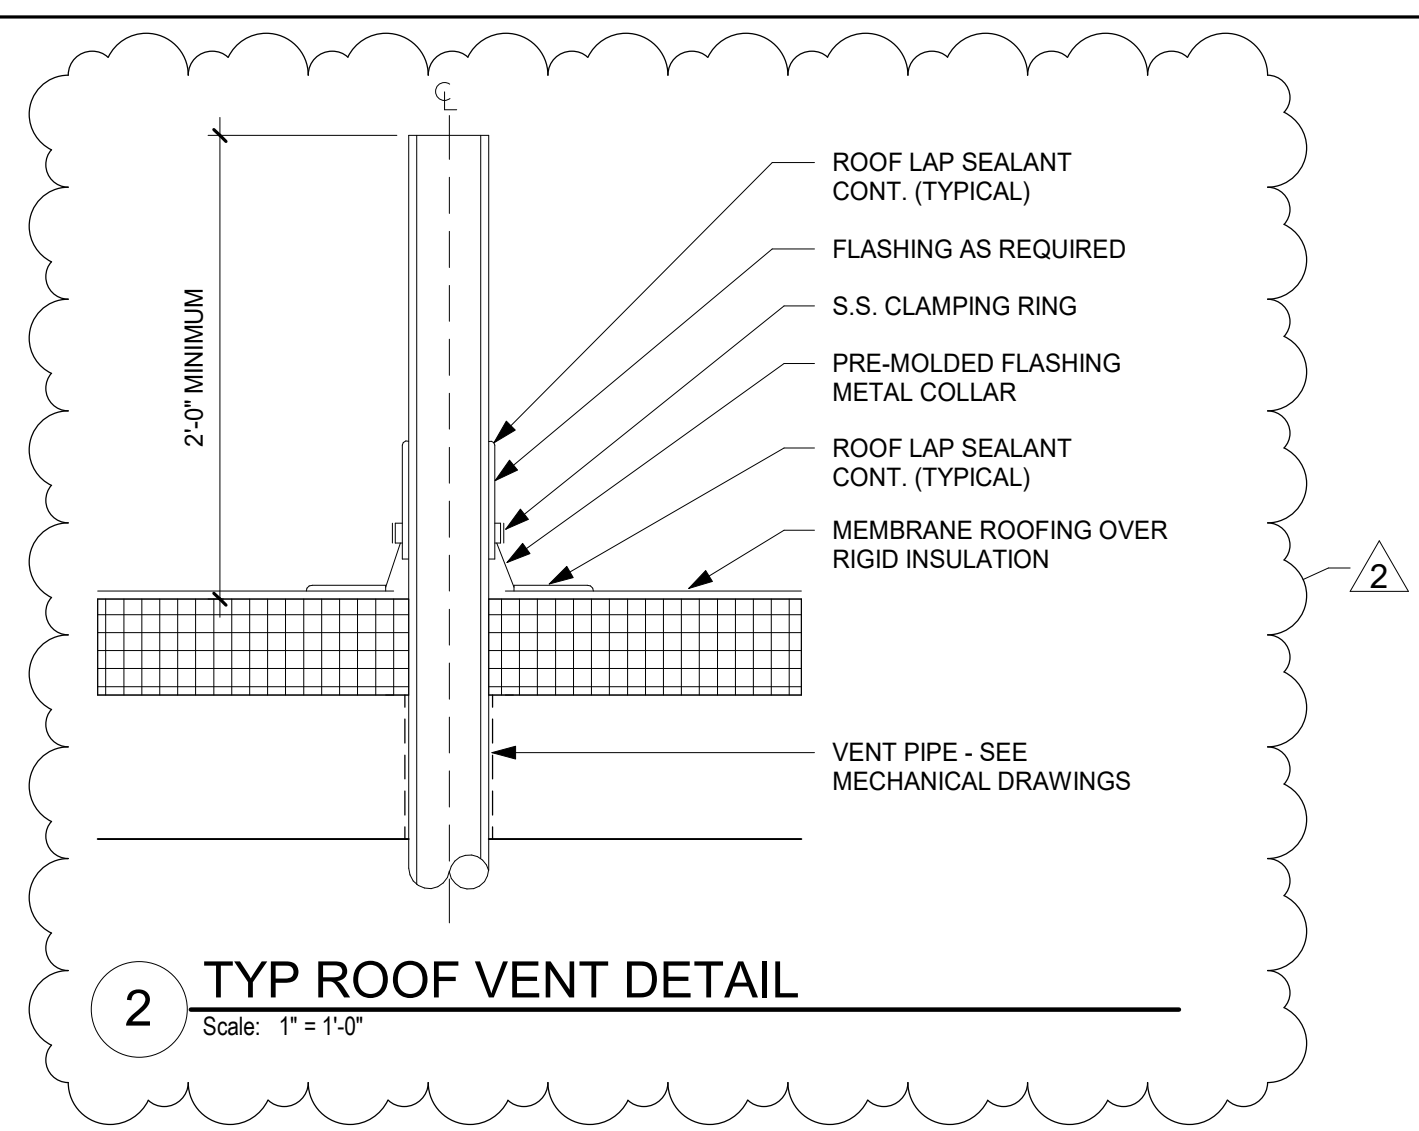 ℄
2'-0" MINIMUM
ROOF LAP SEALANT
CONT. (TYPICAL)
FLASHING AS REQUIRED
S.S. CLAMPING RING
PRE-MOLDED FLASHING
METAL COLLAR
ROOF LAP SEALANT
CONT. (TYPICAL)
MEMBRANE ROOFING OVER
RIGID INSULATION
2
VENT PIPE - SEE
MECHANICAL DRAWINGS
2
TYP ROOF VENT DETAIL
Scale: 1" = 1'-0"